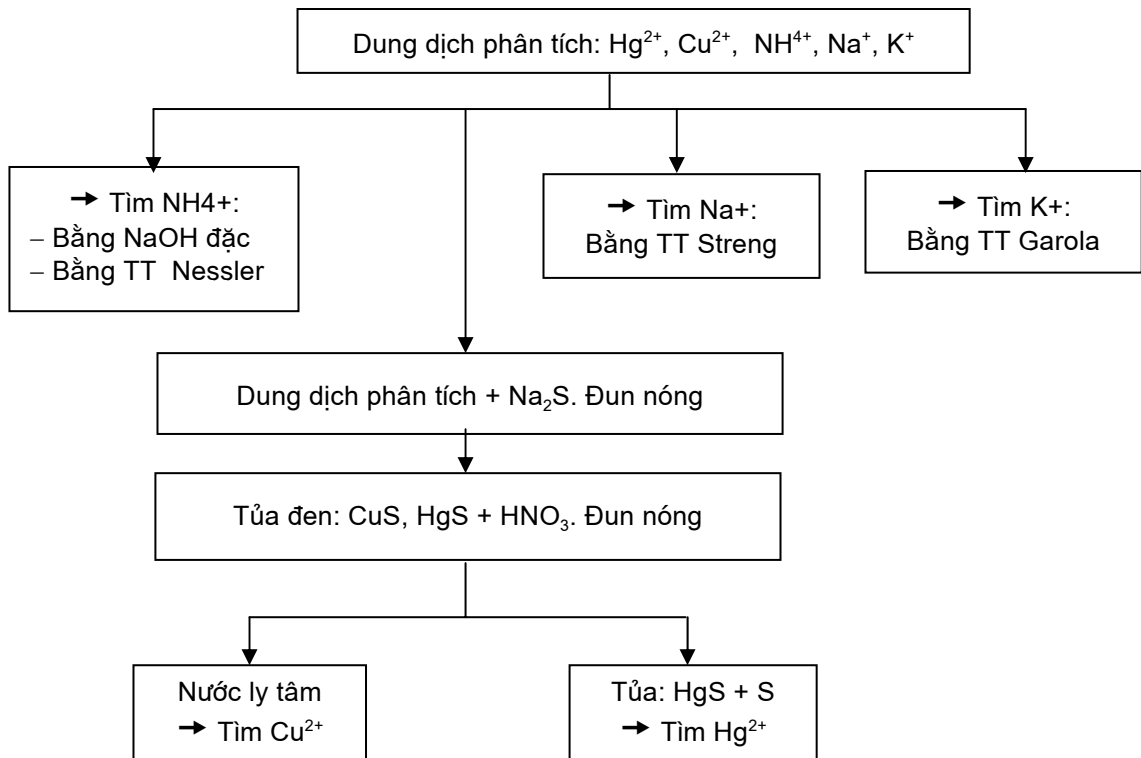 Dung dịch phân tích: Hg²⁺, Cu²⁺, NH⁴⁺, Na⁺, K⁺
➔ Tìm NH4+:
– Bằng NaOH đặc
– Bằng TT Nessler
➔ Tìm Na+:
Bằng TT Streng
➔ Tìm K+:
Bằng TT Garola
Dung dịch phân tích + Na₂S. Đun nóng
Tủa đen: CuS, HgS + HNO₃. Đun nóng
Nước ly tâm
➔ Tìm Cu²⁺
Tủa: HgS + S
➔ Tìm Hg²⁺